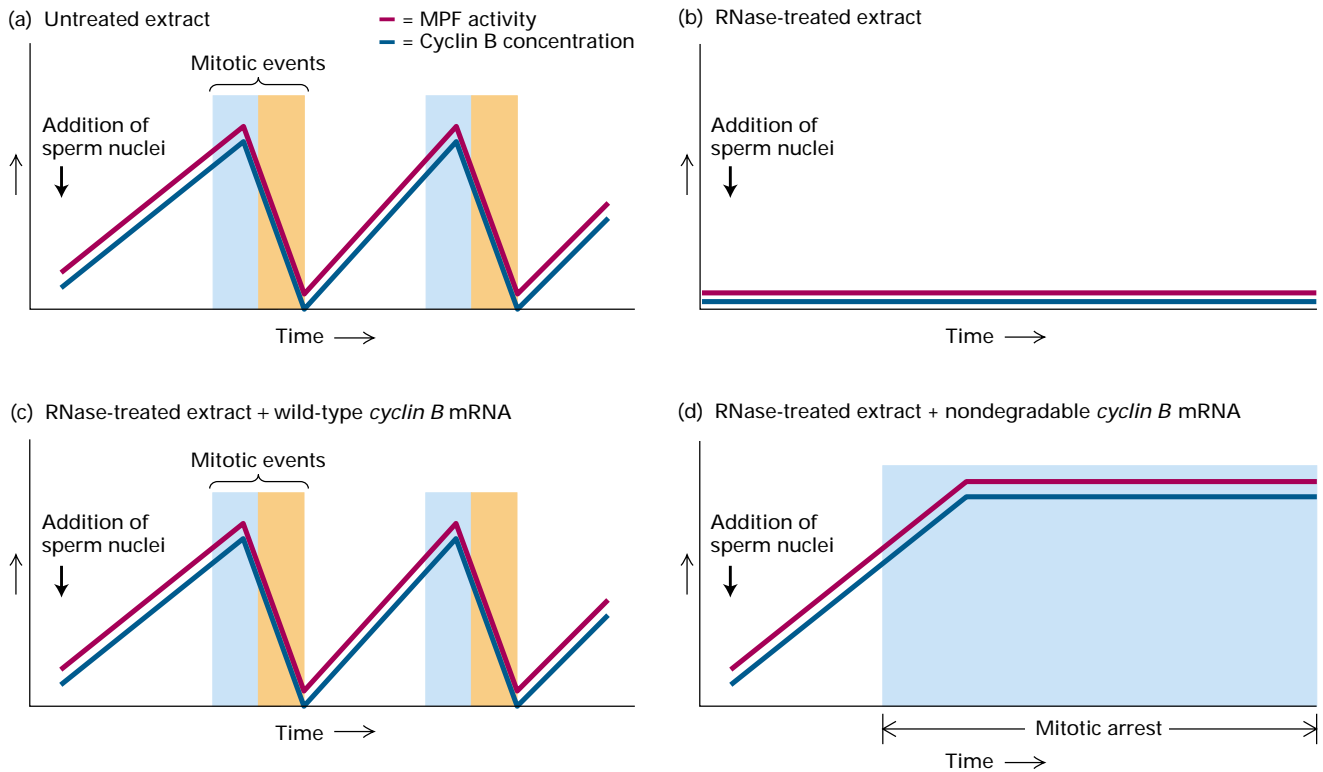 (a) Untreated extract
= MPF activity
= Cyclin B concentration
Mitotic events
Addition of
sperm nuclei
Time
(b) RNase-treated extract
Addition of
sperm nuclei
Time
(c) RNase-treated extract + wild-type cyclin B mRNA
Mitotic events
Addition of
sperm nuclei
Time
(d) RNase-treated extract + nondegradable cyclin B mRNA
Addition of
sperm nuclei
Mitotic arrest
Time